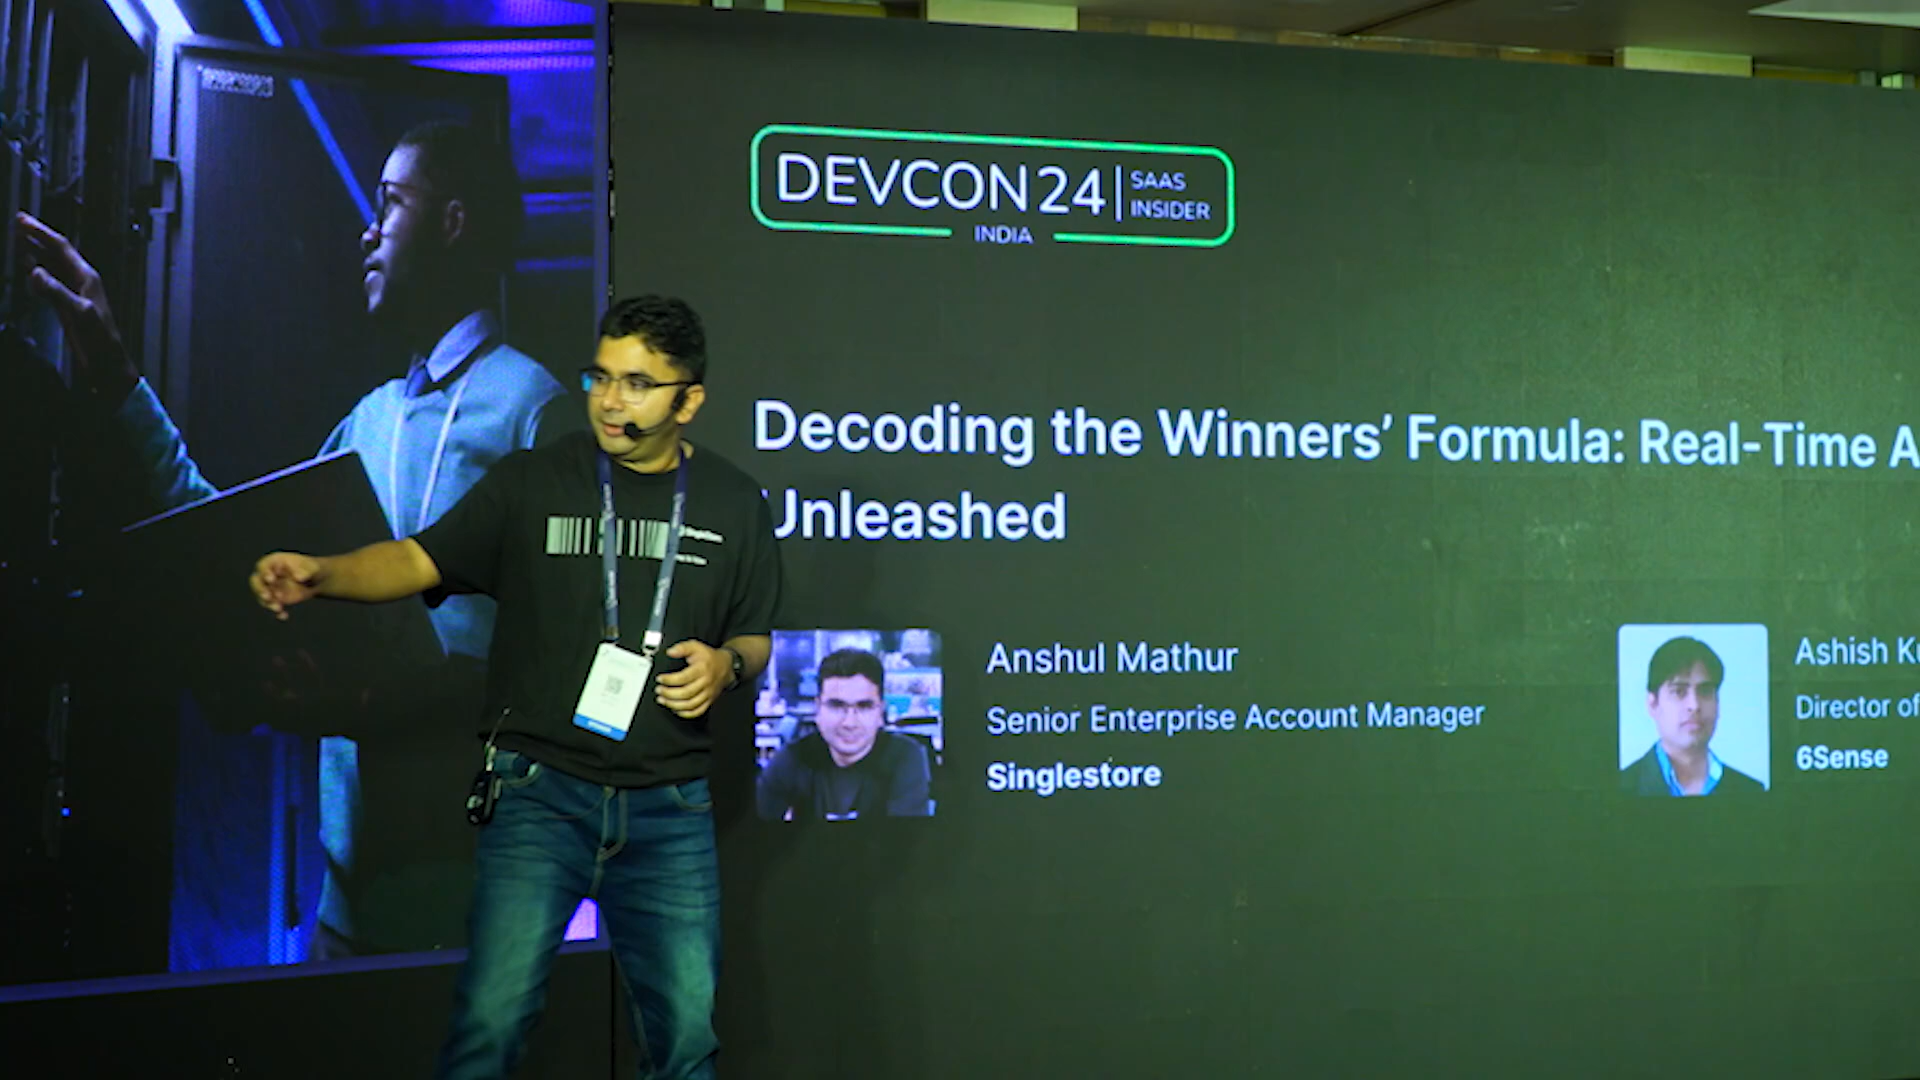 DEVCON 24
SAAS
INSIDER
INDIA
Decoding the Winners’ Formula: Real-Time A
Unleashed
Anshul Mathur
Senior Enterprise Account Manager
Singlestore
Ashish
Director of
6Sense